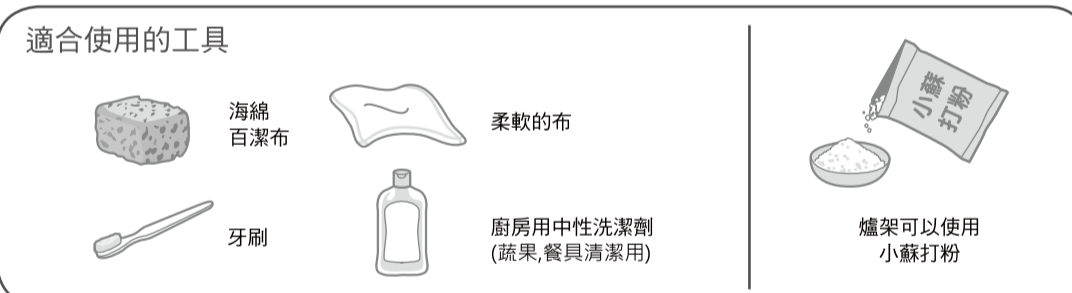 適合使用的工具
海綿
百潔布
柔軟的布
牙刷
廚房用中性洗潔劑
(蔬果,餐具清潔用)
小蘇
打粉
爐架可以使用
小蘇打粉